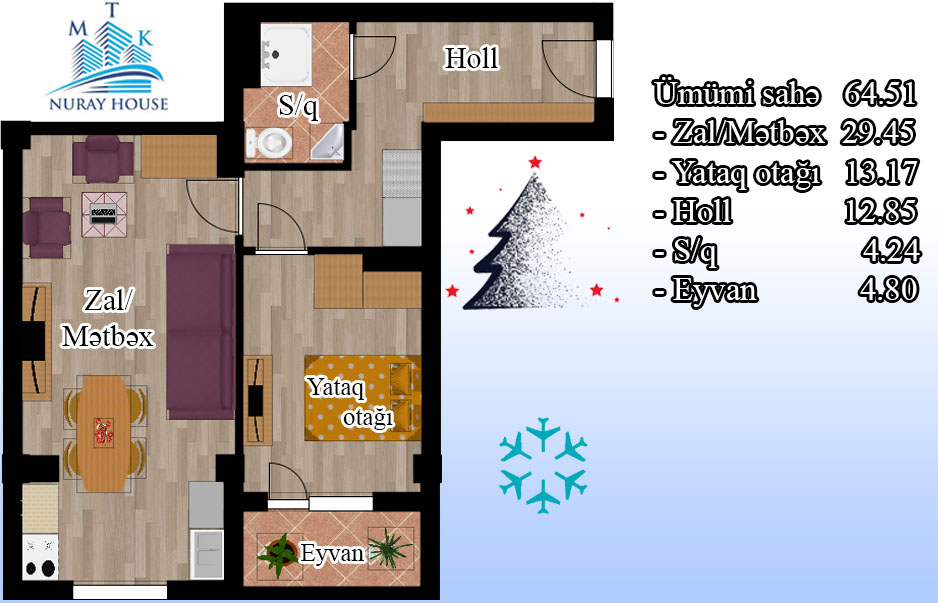 M T K
NURAY HOUSE
Holl
S/q
Zal/
Mətbəx
Yataq
otağı
Eyvan
Ümümi sahə 64.51
- Zal/Mətbəx 29.45
- Yataq otağı 13.17
- Holl 12.85
- S/q 4.24
- Eyvan 4.80